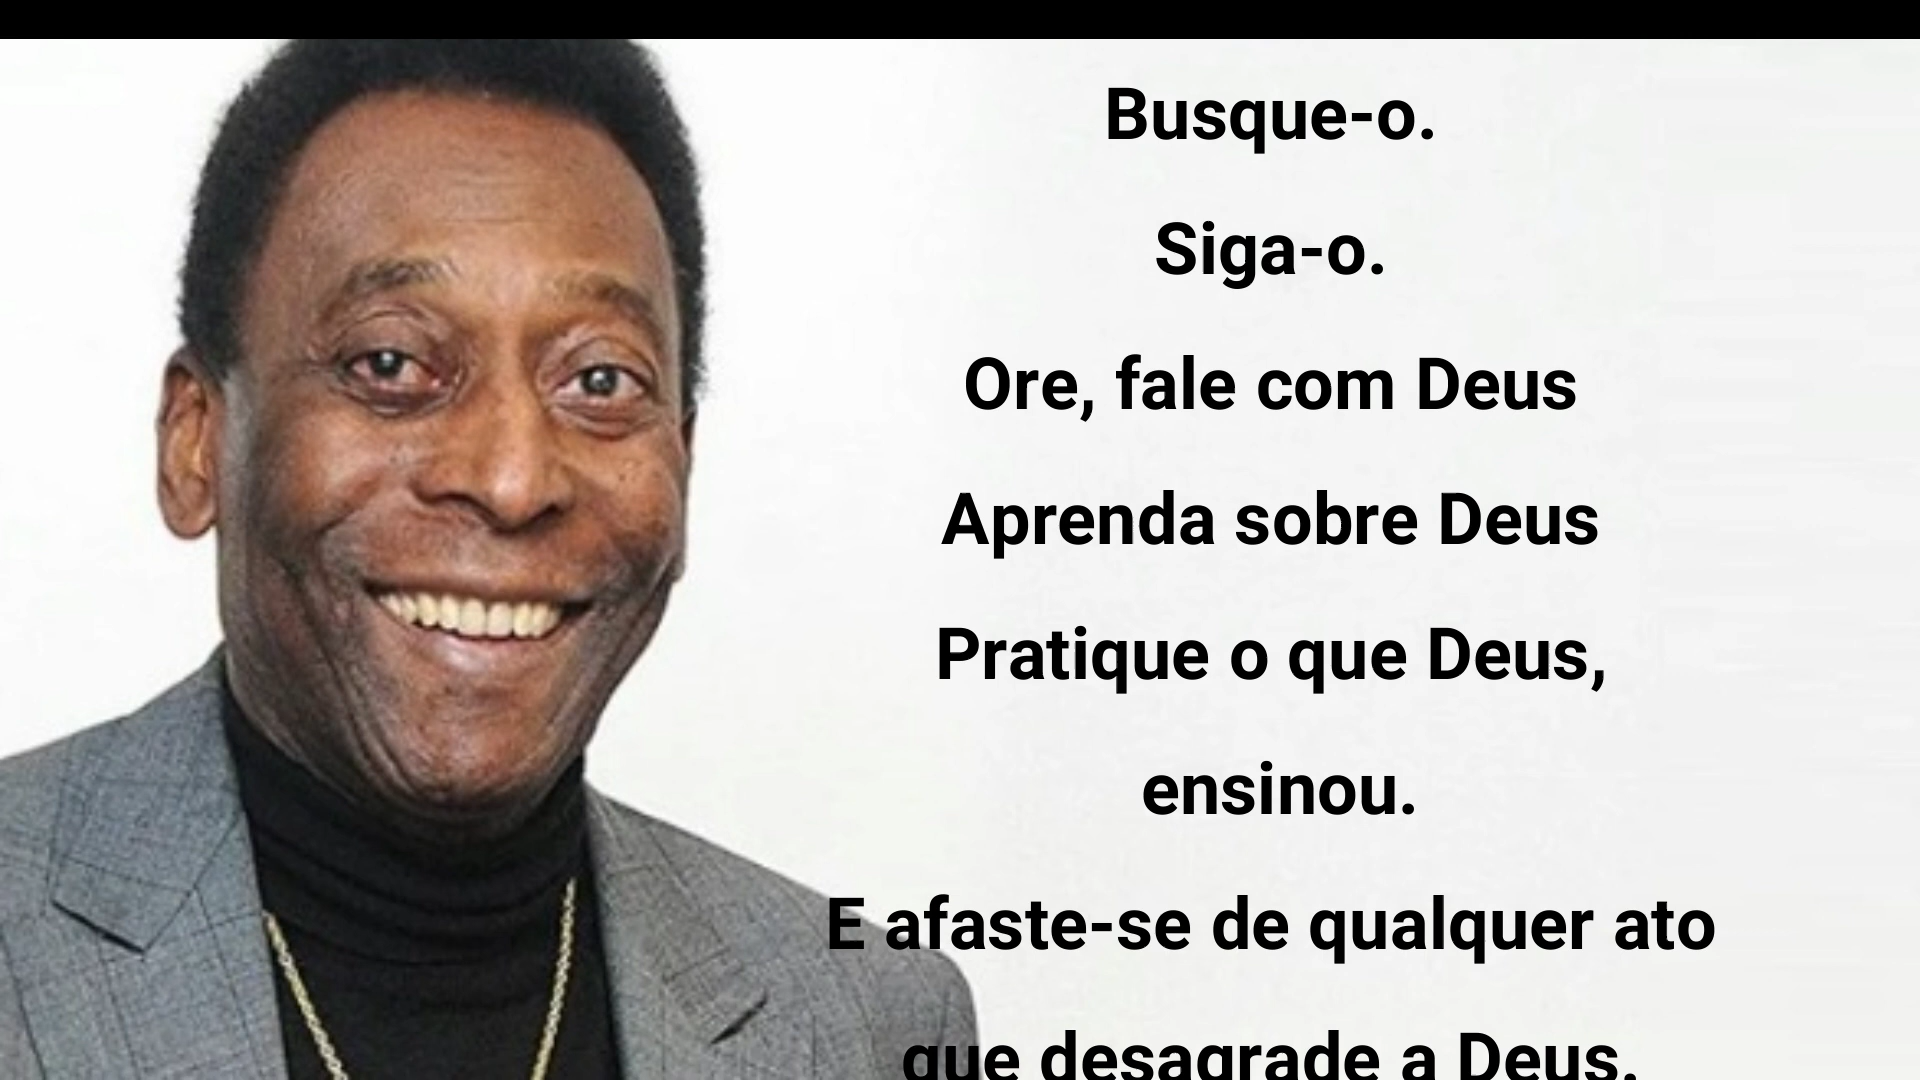 Busque-o.
Siga-o.
Ore, fale com Deus
Aprenda sobre Deus
Pratique o que Deus,
ensinou.
E afaste-se de qualquer ato
que desagrade a Deus.